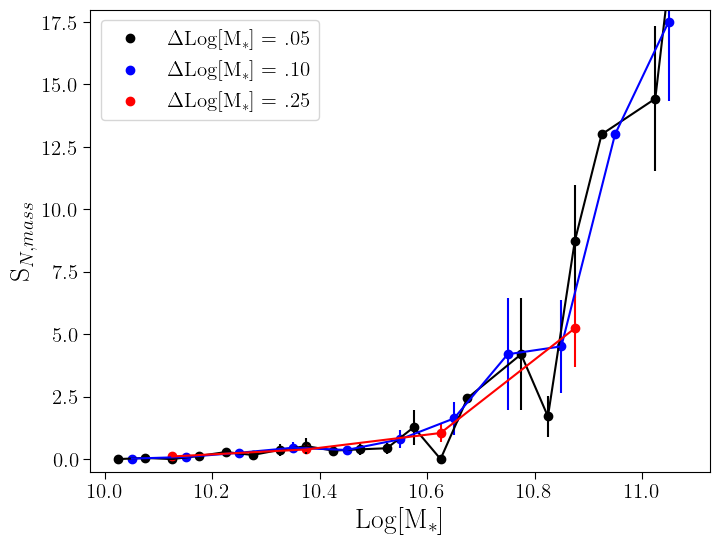 ΔLog[M*] = .05
ΔLog[M*] = .10
ΔLog[M*] = .25
17.5
15.0
12.5
10.0
7.5
5.0
2.5
0.0
S_{N,mass}
10.0 10.2 10.4 10.6 10.8 11.0
Log[M*]